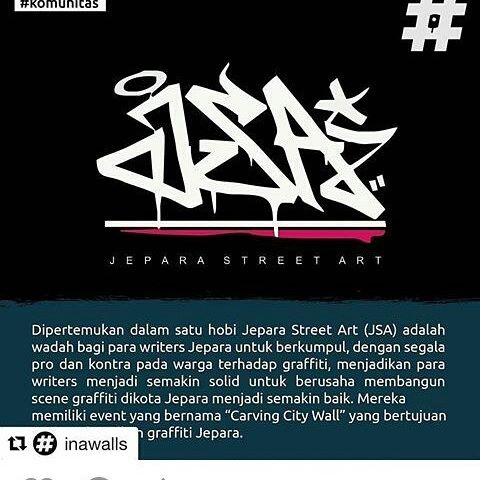 #komunitas
#
JSA
JEPARA STREET ART
Dipertemukan dalam satu hobi Jepara Street Art (JSA) adalah
wadah bagi para writers Jepara untuk berkumpul, dengan segala
pro dan kontra pada warga terhadap graffiti, menjadikan para
writers menjadi semakin solid untuk berusaha membangun
scene graffiti dikota Jepara menjadi semakin baik. Mereka
memiliki event yang bernama “Carving City Wall” yang bertujuan
graffiti Jepara.
inawalls